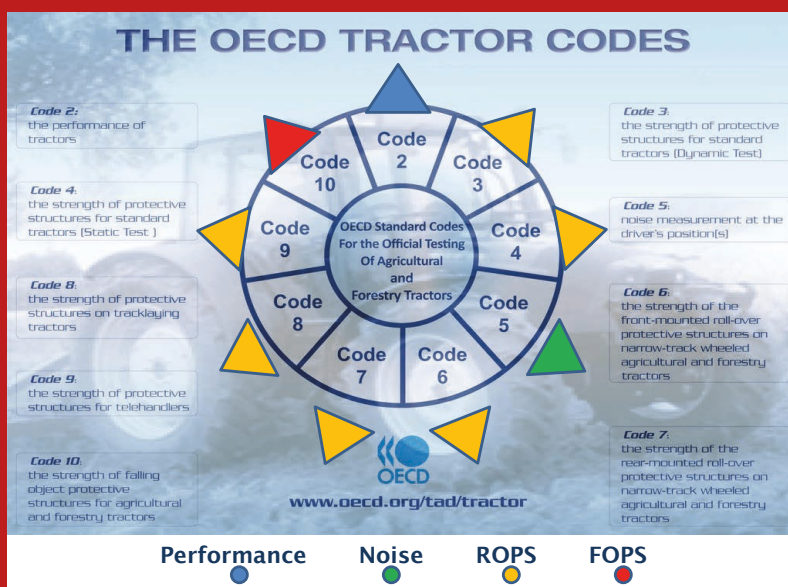 THE OECD TRACTOR CODES
Code 2:
the performance of
tractors
Code 4:
the strength of protective
structures for standard
tractors (Static Test )
Code 8:
the strength of protective
structures on tracklaying
tractors
Code 9:
the strength of protective
structures for telehandlers
Code 10:
the strength of falling
object protective
structures for agricultural
and forestry tractors
Code
2
Code
3
Code
4
Code
5
Code
6
Code
7
Code
8
Code
9
Code
10
OECD Standard Codes
For the Official Testing
Of Agricultural
and
Forestry Tractors
OECD
www.oecd.org/tad/tractor
Code 3:
the strength of protective
structures for standard
tractors (Dynamic Test)
Code 5:
noise measurement at the
driver's position(s)
Code 6:
the strength of the
front-mounted roll-over
protective structures on
narrow-track wheeled
agricultural and forestry
tractors
Code 7:
the strength of the
rear-mounted roll-over
protective structures on
narrow-track wheeled
agricultural and forestry
tractors
Performance Noise ROPS FOPS